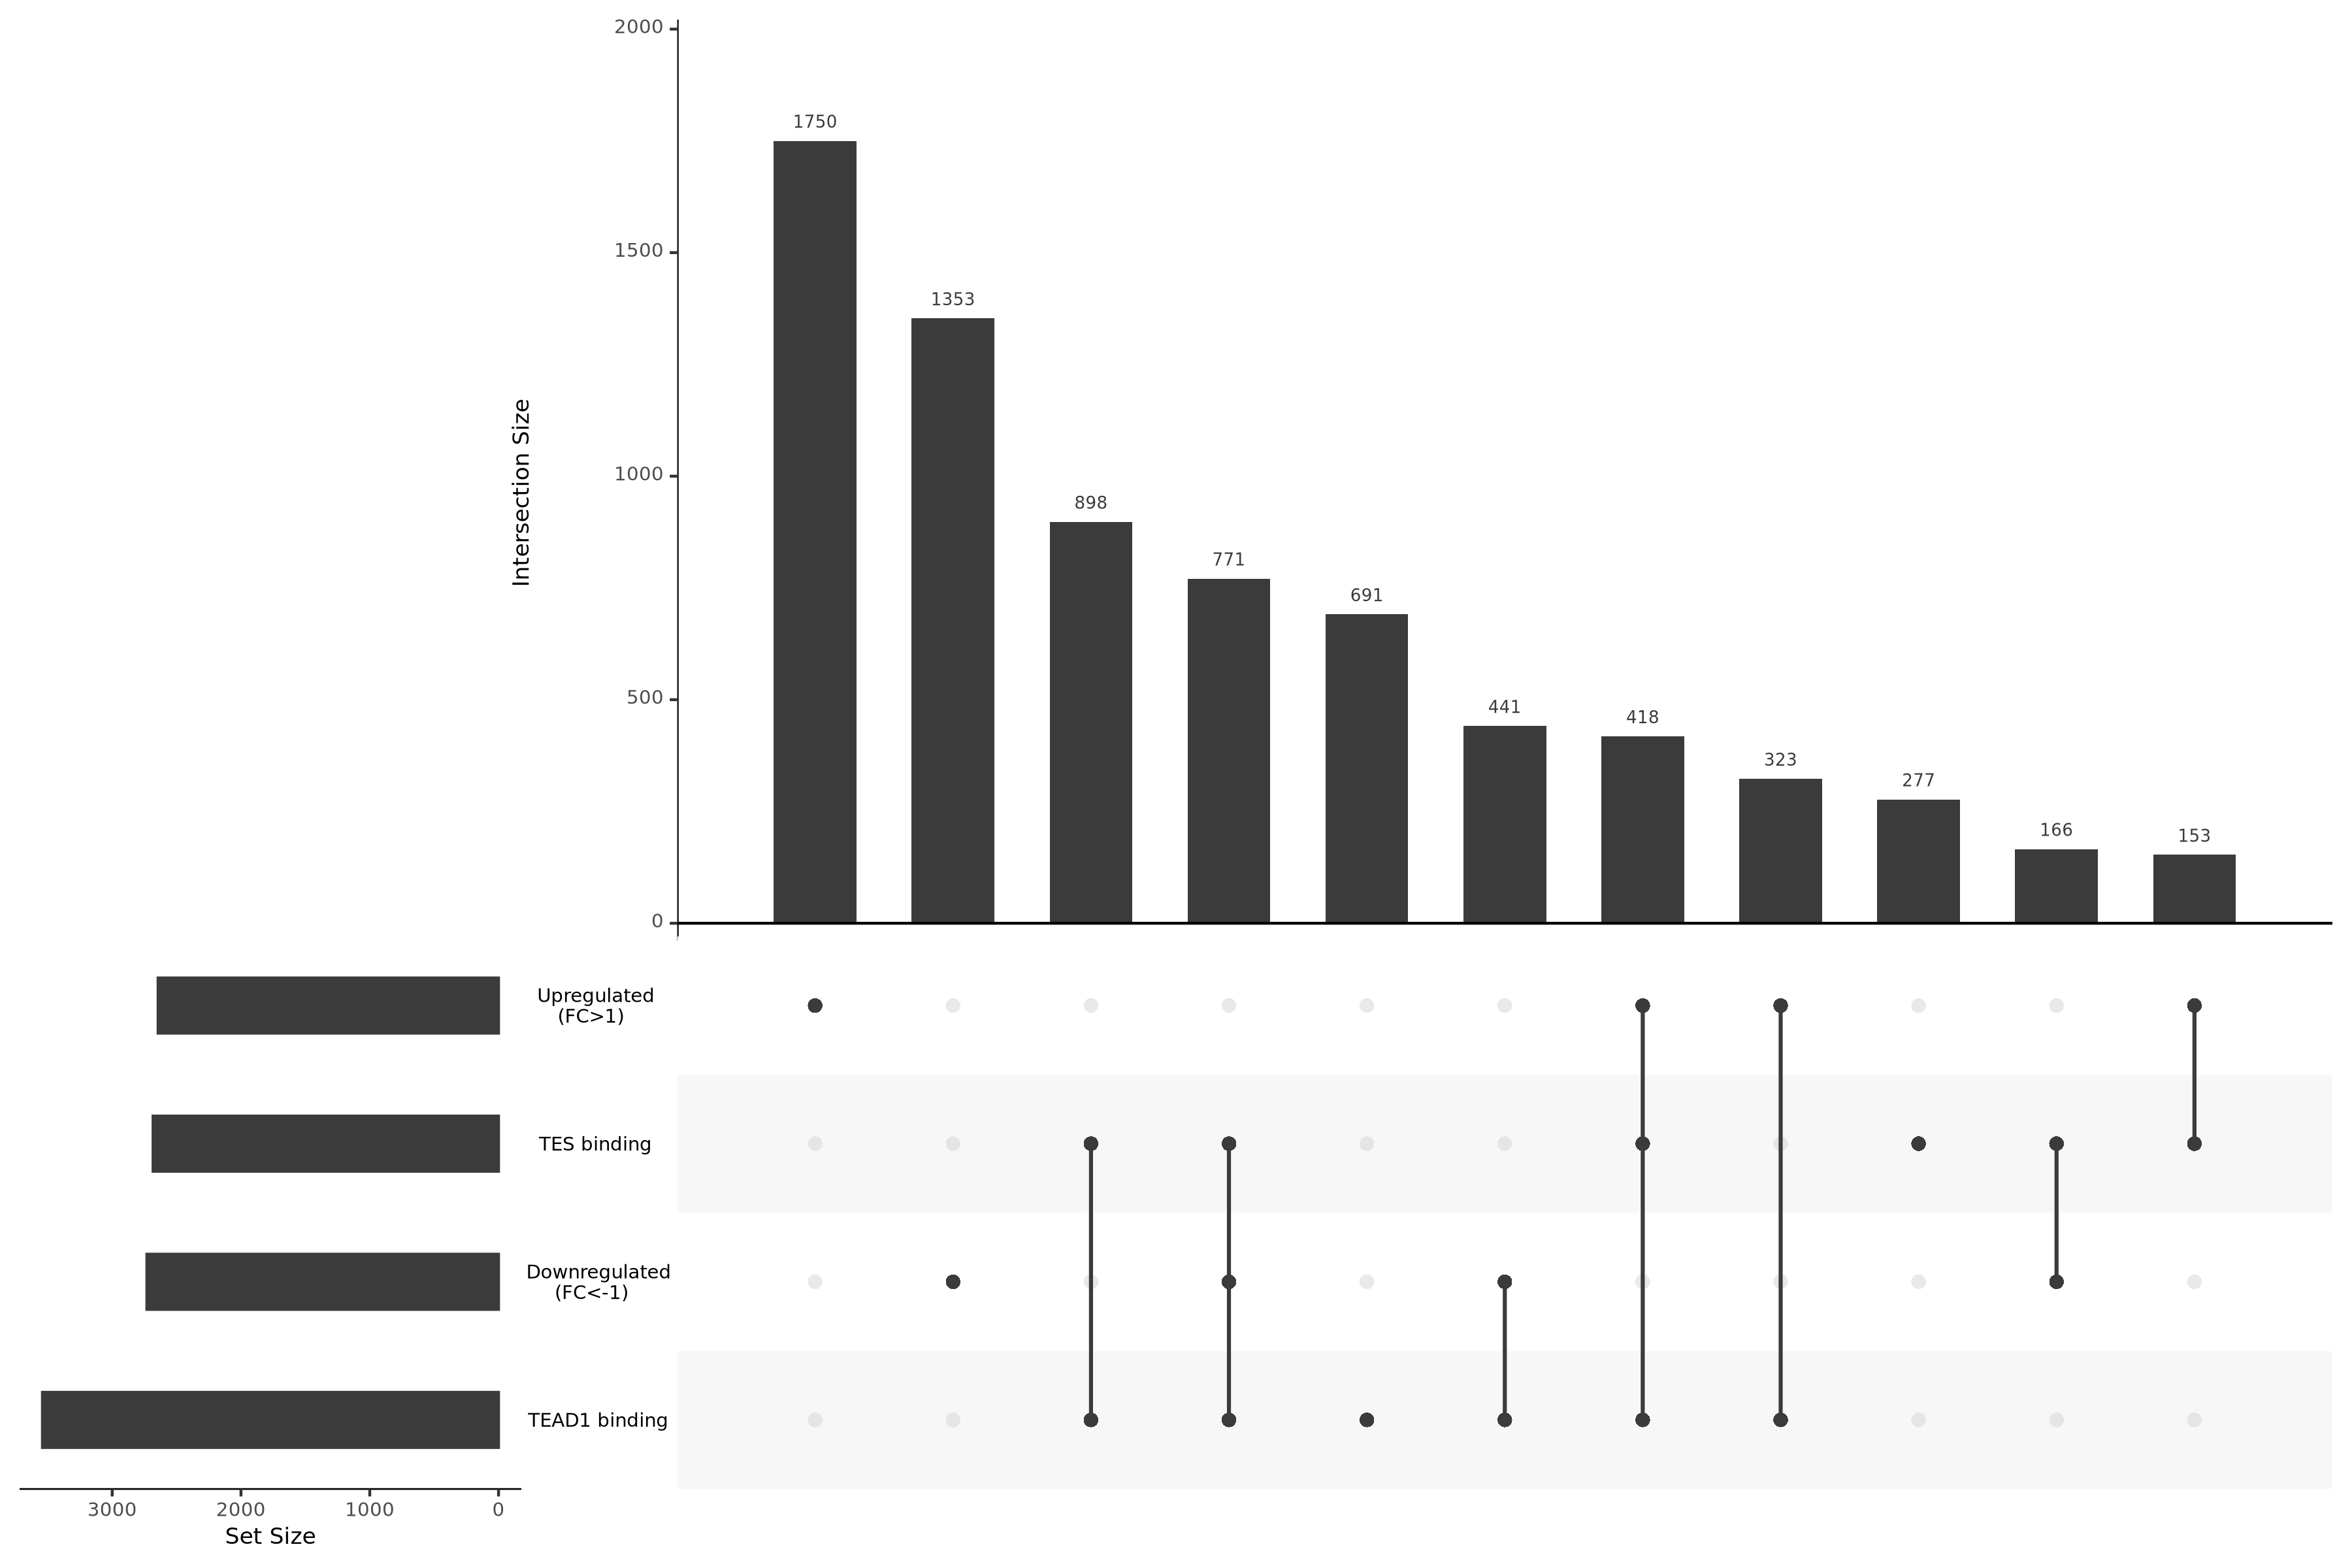 2000
1500
1000
500
0
Intersection Size
1750
1353
898
771
691
441
418
323
277
166
153
Upregulated
(FC>1)
TES binding
Downregulated
(FC<-1)
TEAD1 binding
3000 2000 1000 0
Set Size